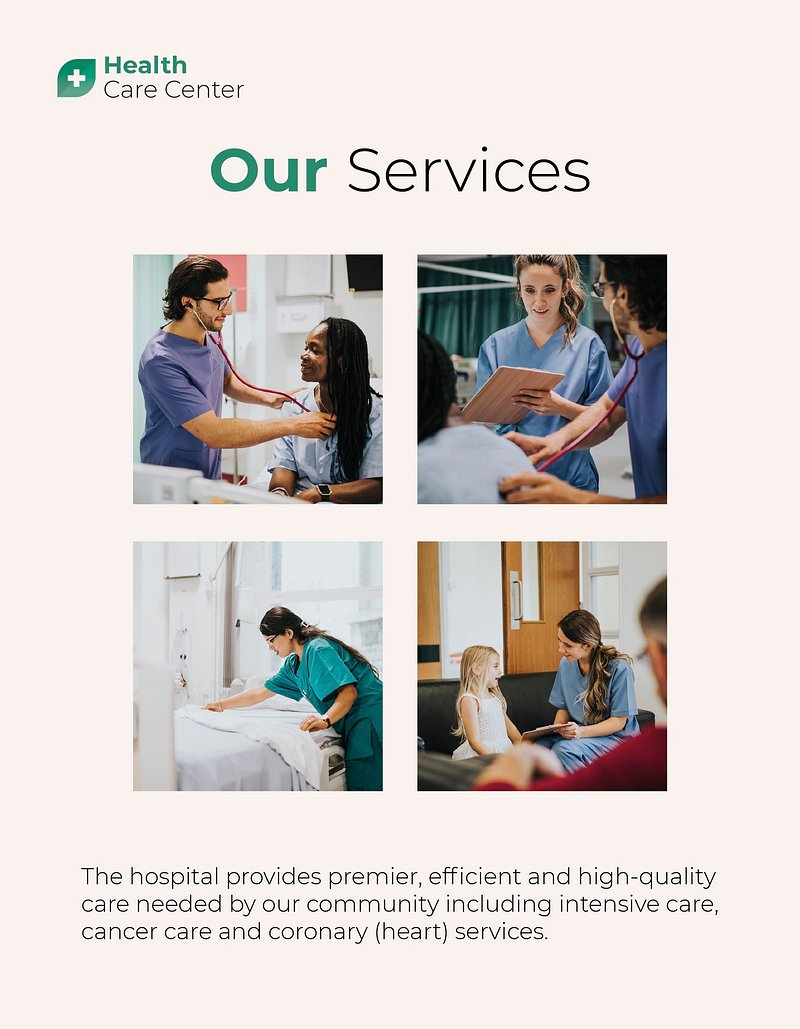 Health
Care Center
Our Services
The hospital provides premier, efficient and high-quality
care needed by our community including intensive care,
cancer care and coronary (heart) services.